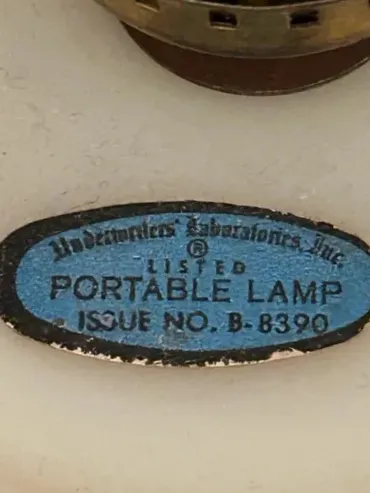 Underwriters' Laboratories, Inc.
®
LISTED
PORTABLE LAMP
ISSUE NO. B-8390